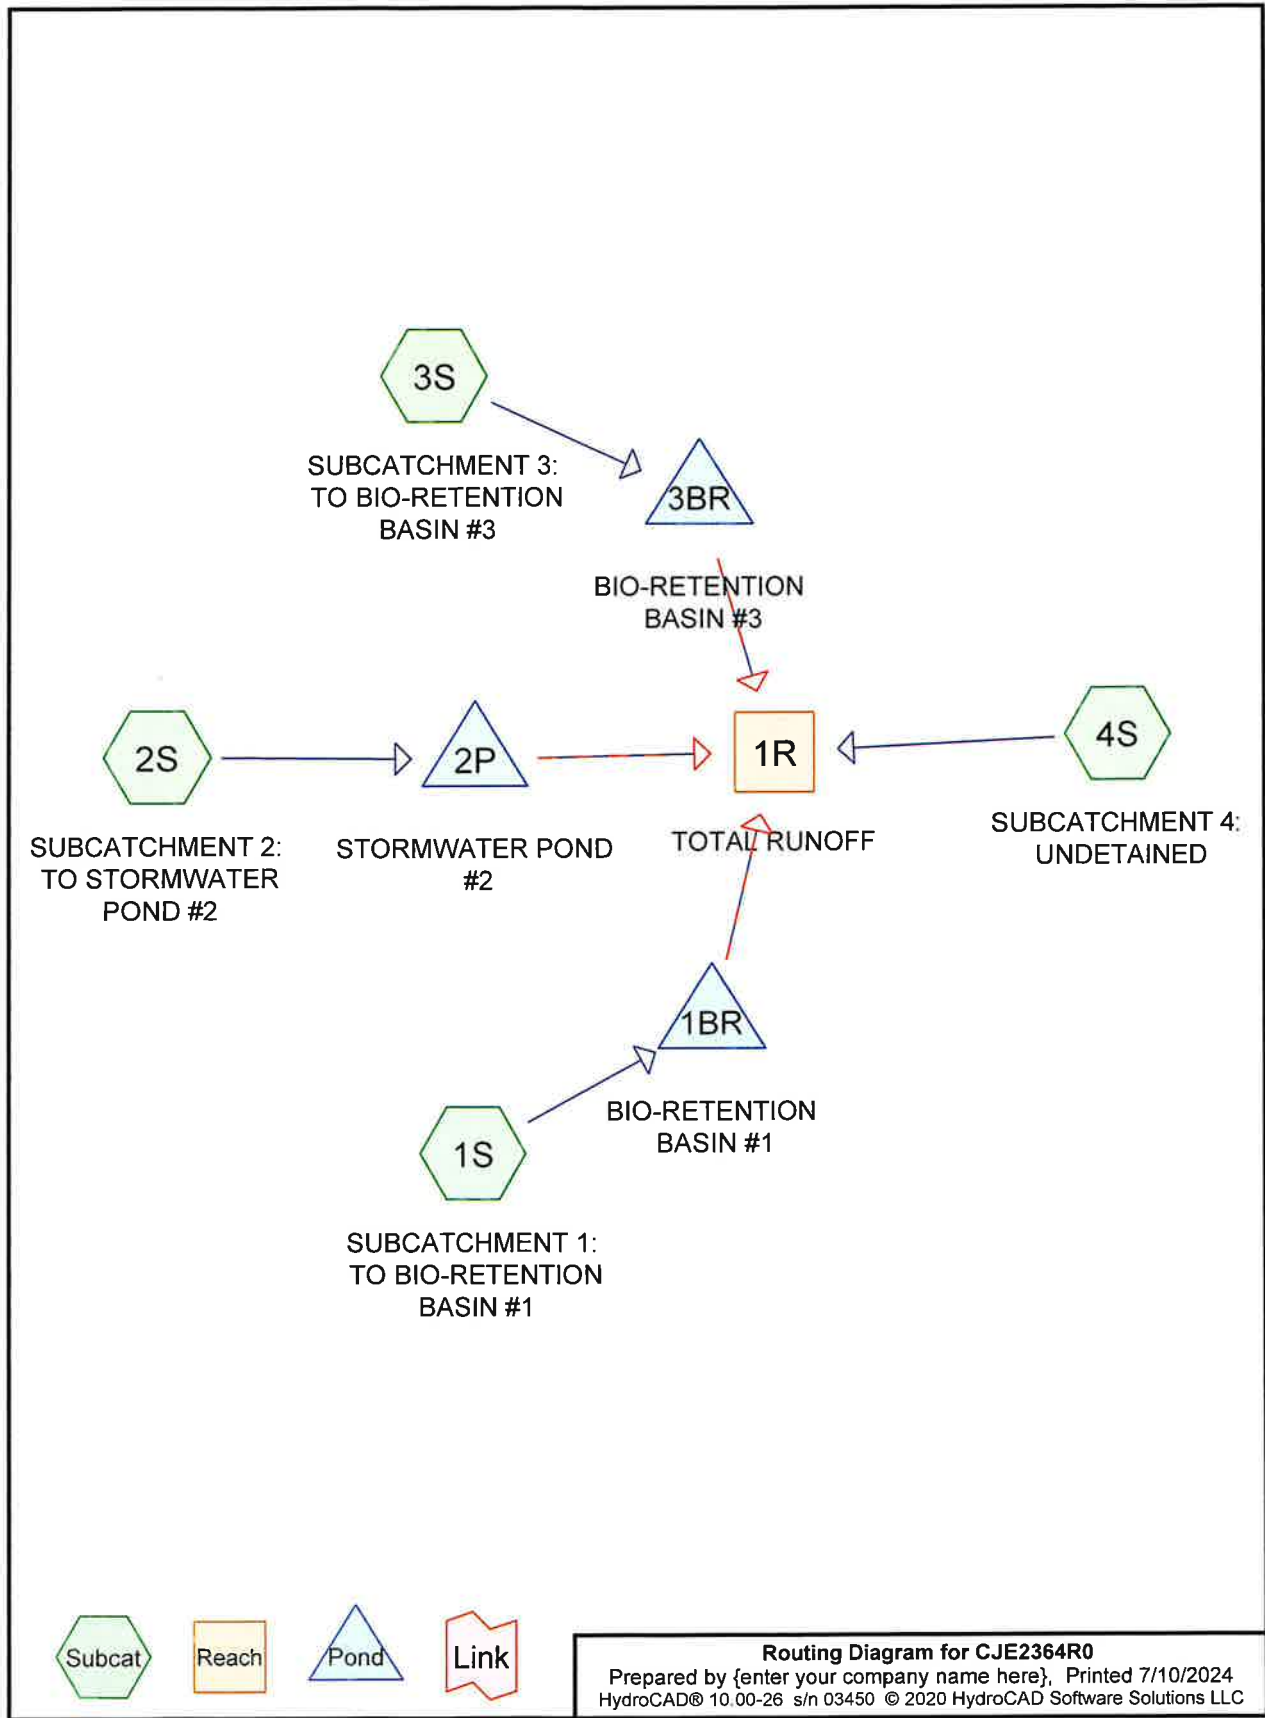 3S
SUBCATCHMENT 3:
TO BIO-RETENTION
BASIN #3
3BR
BIO-RETENTION
BASIN #3
2S
SUBCATCHMENT 2:
TO STORMWATER
POND #2
2P
STORMWATER POND
#2
1R
TOTAL RUNOFF
4S
SUBCATCHMENT 4:
UNDETAINED
1BR
BIO-RETENTION
BASIN #1
1S
SUBCATCHMENT 1:
TO BIO-RETENTION
BASIN #1
Subcat
Reach
Pond
Link
Routing Diagram for CJE2364R0
Prepared by {enter your company name here}, Printed 7/10/2024
HydroCAD® 10.00-26 s/n 03450 © 2020 HydroCAD Software Solutions LLC